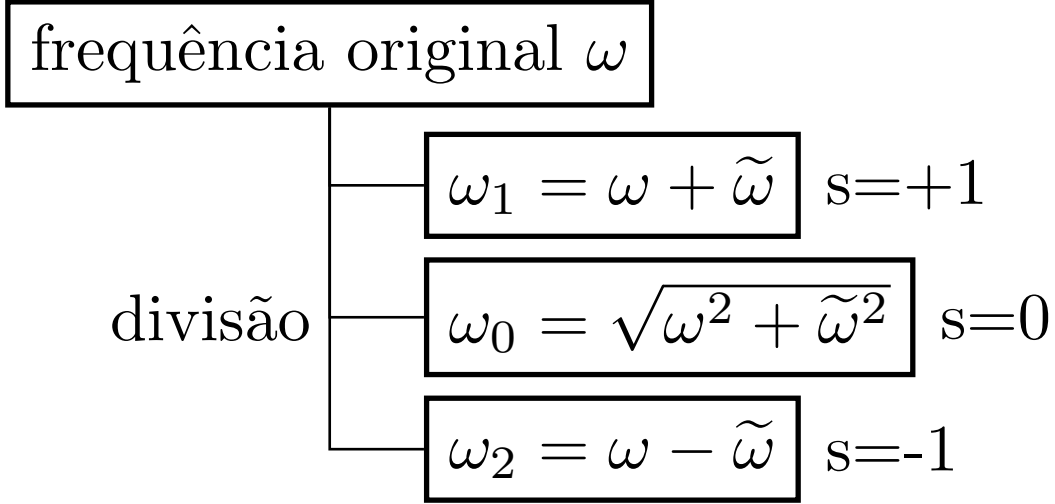 frequência original ω
ω₁ = ω + ω̃ s=+1
divisão ω₀ = √(ω² + ω̃²) s=0
ω₂ = ω − ω̃ s=-1